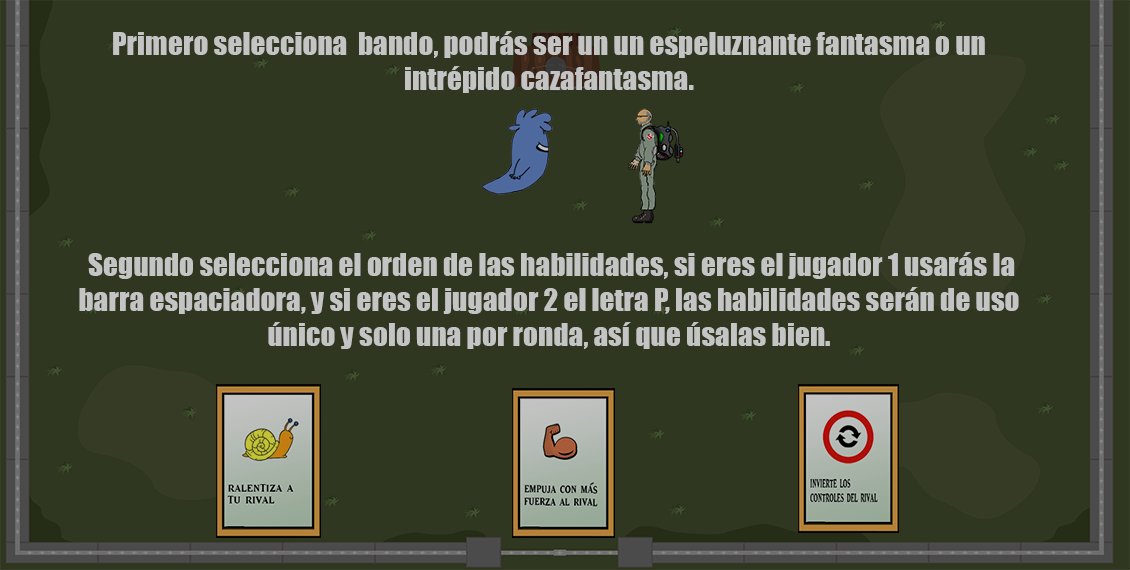 Primero selecciona bando, podrás ser un un espeluznante fantasma o un
intrépido cazafantasma.
Segundo selecciona el orden de las habilidades, si eres el jugador 1 usarás la
barra espaciadora, y si eres el jugador 2 el letra P, las habilidades serán de uso
único y solo una por ronda, así que úsalas bien.
RALENTIZA A
TU RIVAL
EMPUJA CON MÁS
FUERZA AL RIVAL
INVIERTE LOS
CONTROLES DEL RIVAL